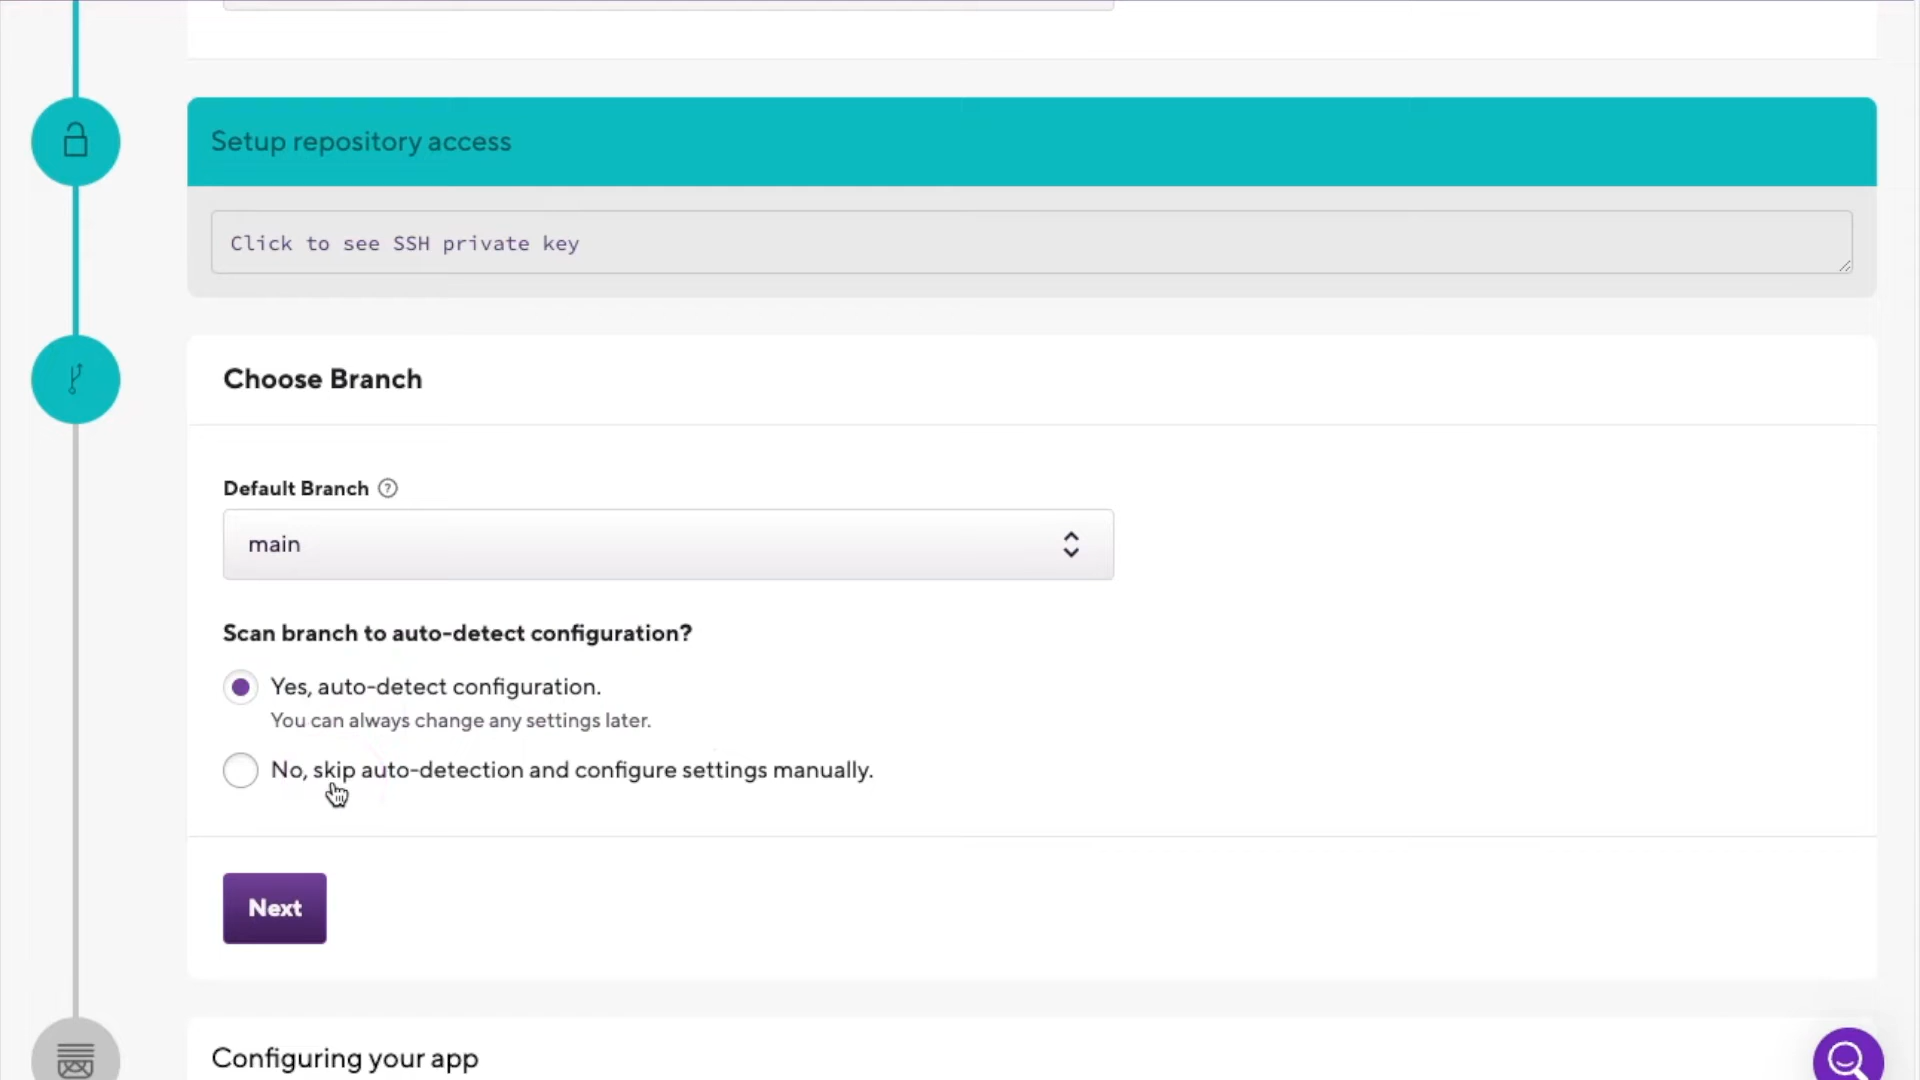 Setup repository access
Click to see SSH private key
Choose Branch
Default Branch ?
main
Scan branch to auto-detect configuration?
Yes, auto-detect configuration.
You can always change any settings later.
No, skip auto-detection and configure settings manually.
Next
Configuring your app